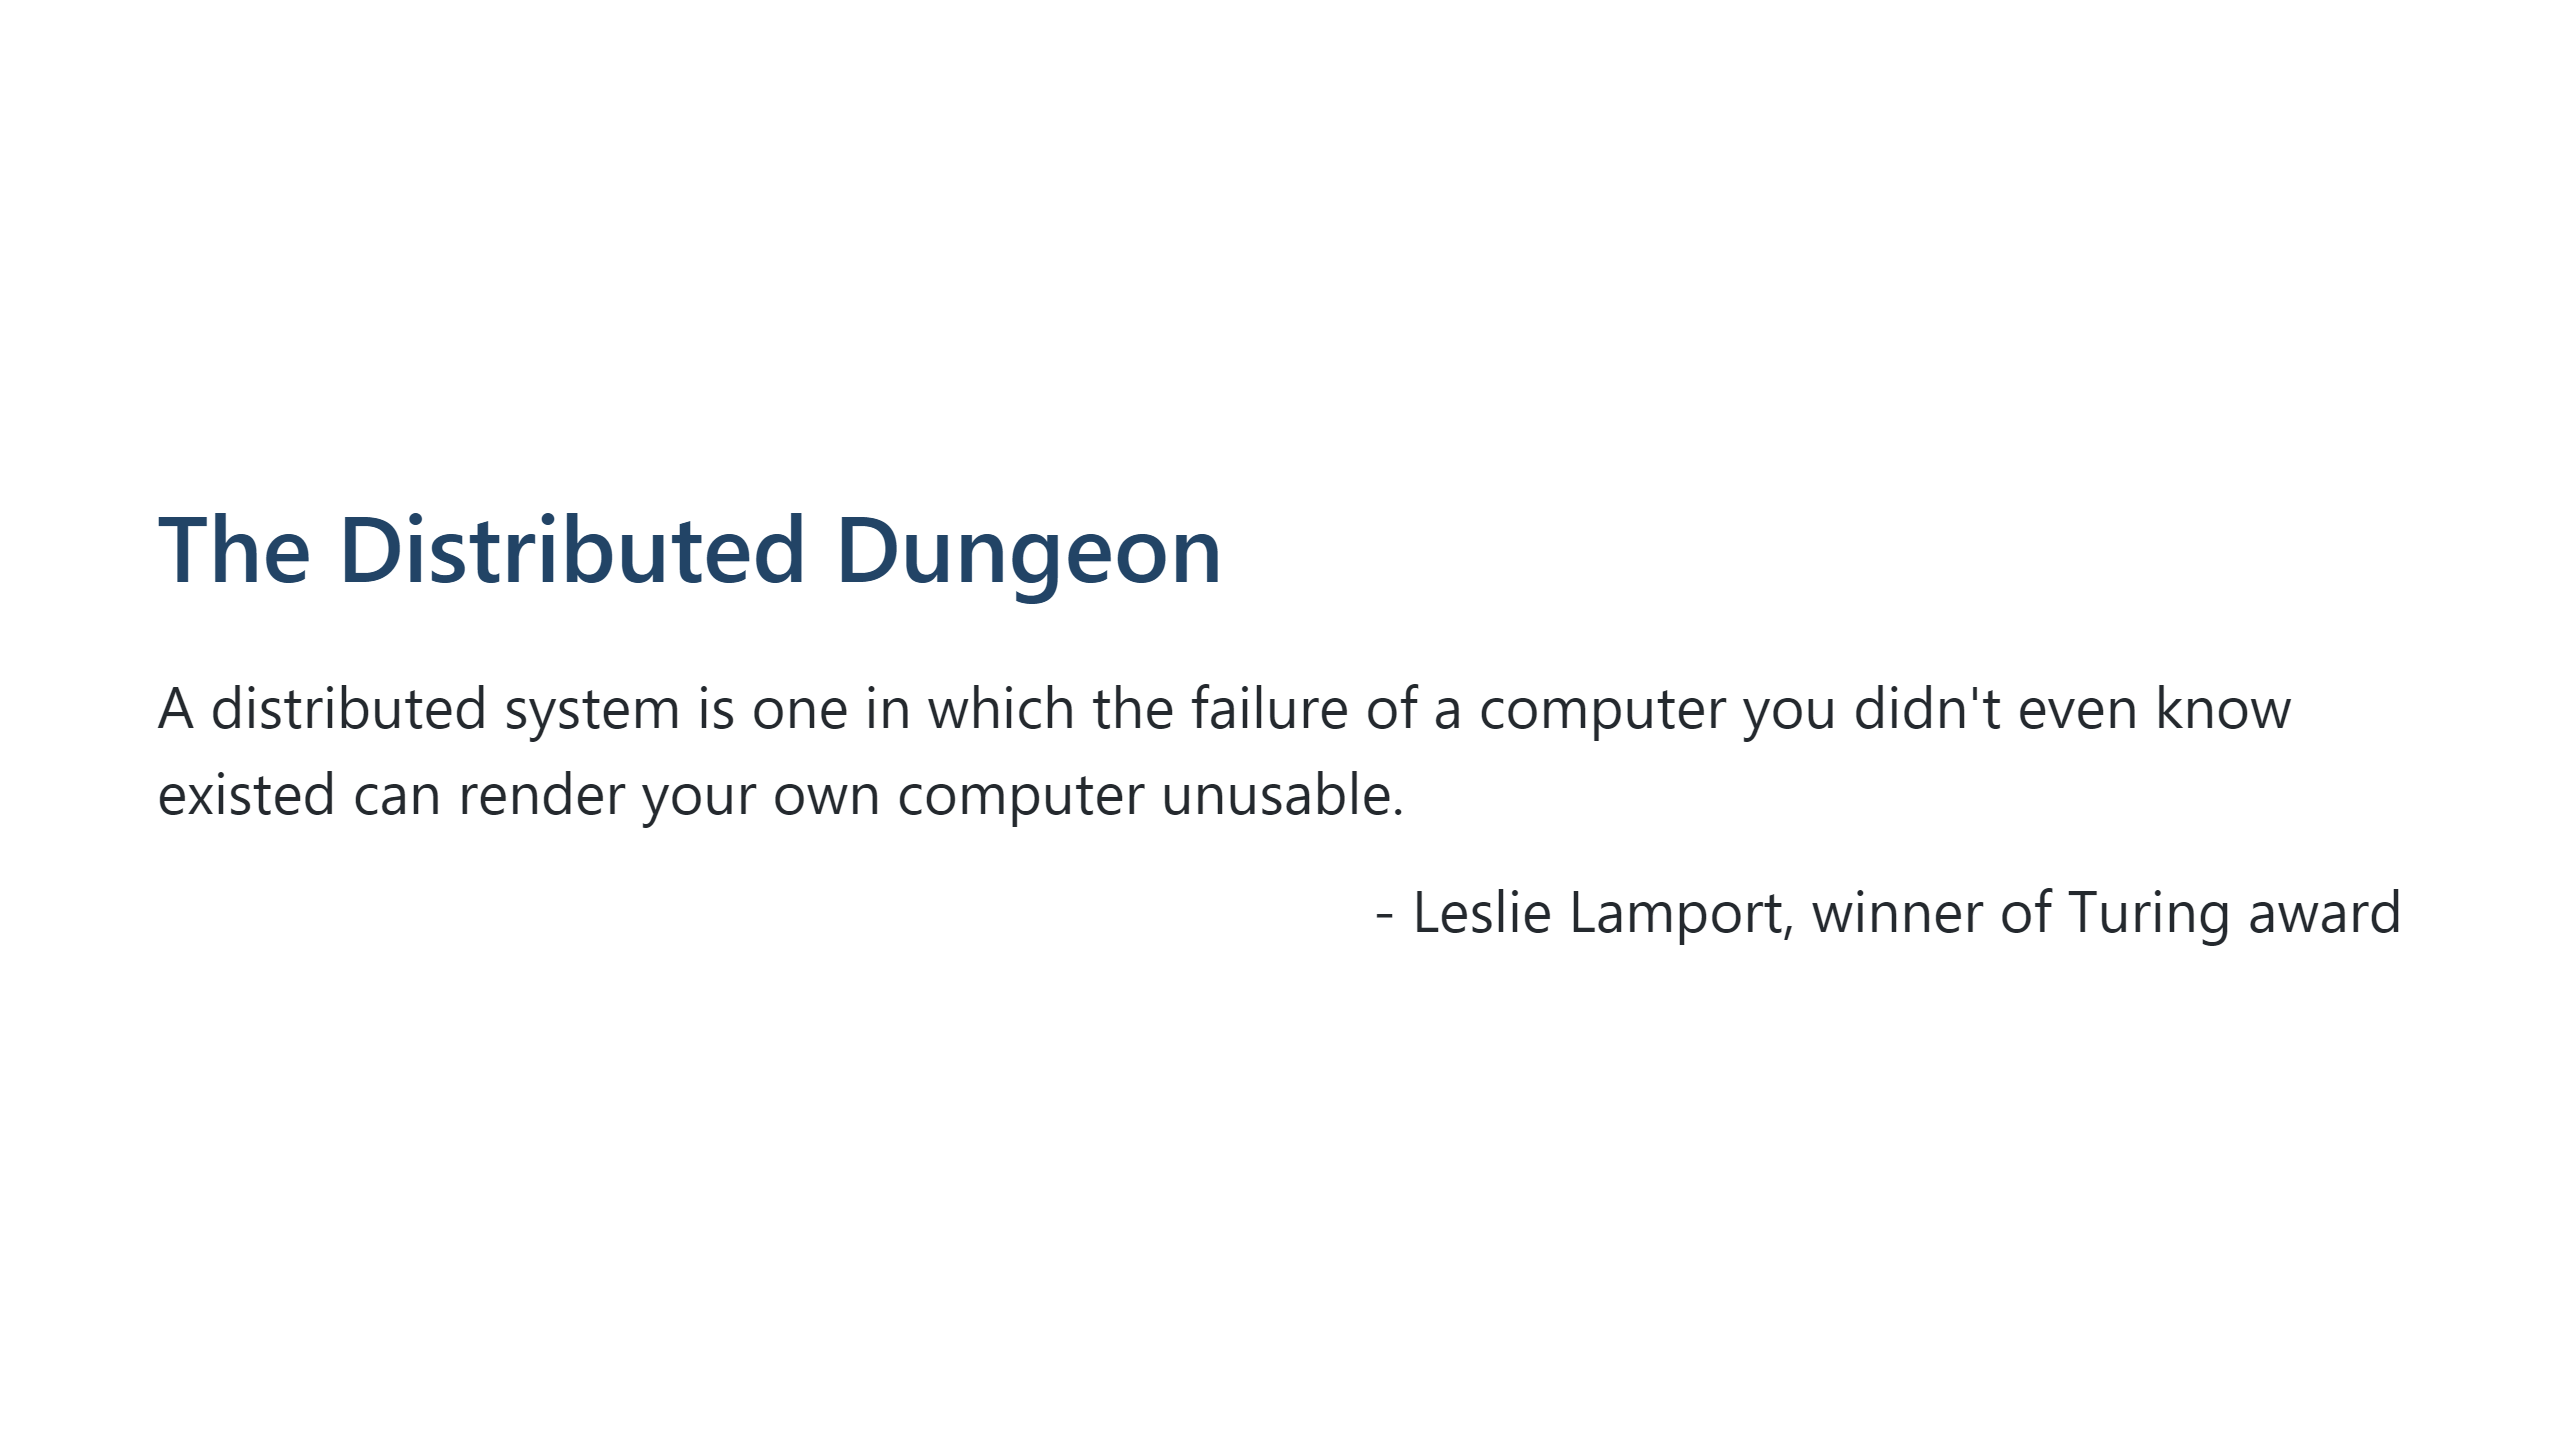 The Distributed Dungeon
A distributed system is one in which the failure of a computer you didn't even know
existed can render your own computer unusable.
- Leslie Lamport, winner of Turing award